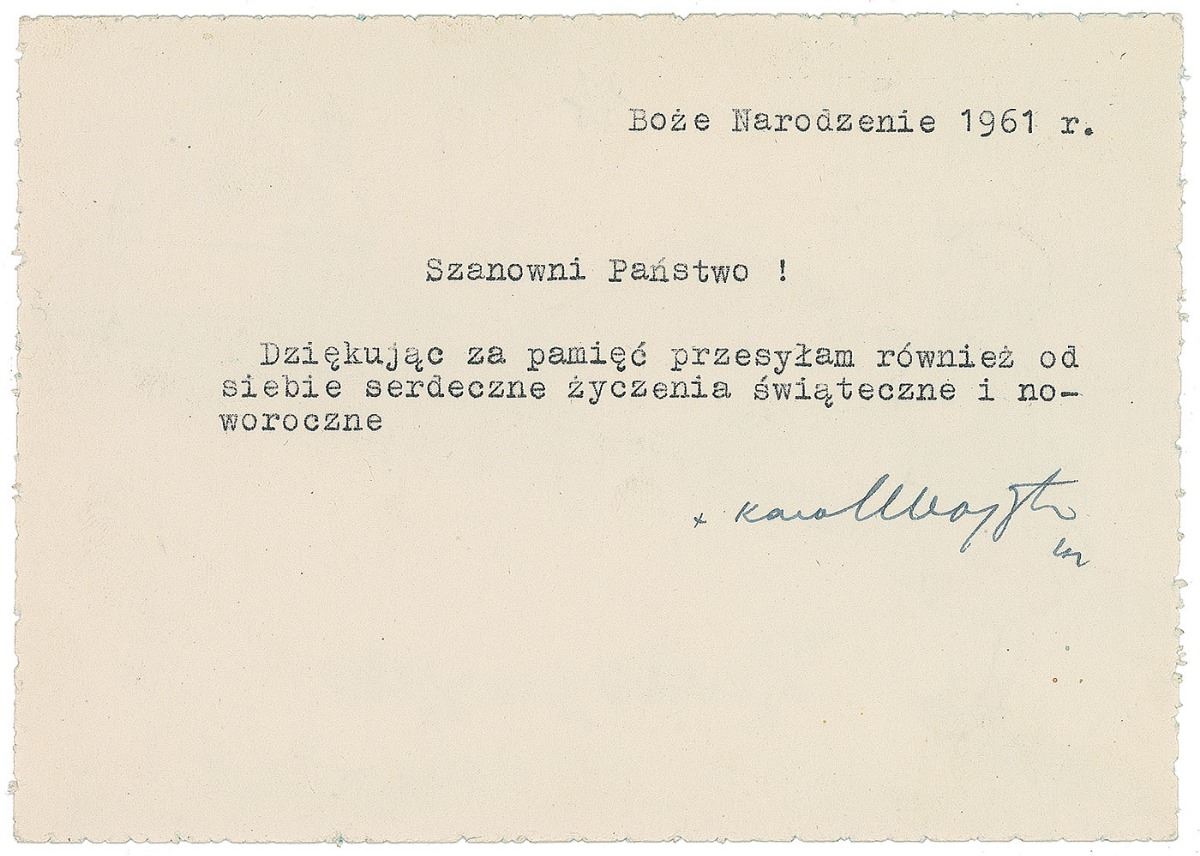 Boże Narodzenie 1961 r.
Szanowni Państwo !
Dziękując za pamięć przesyłam również od
siebie serdeczne życzenia świąteczne i no-
woroczne
+ Karol Wojtyła